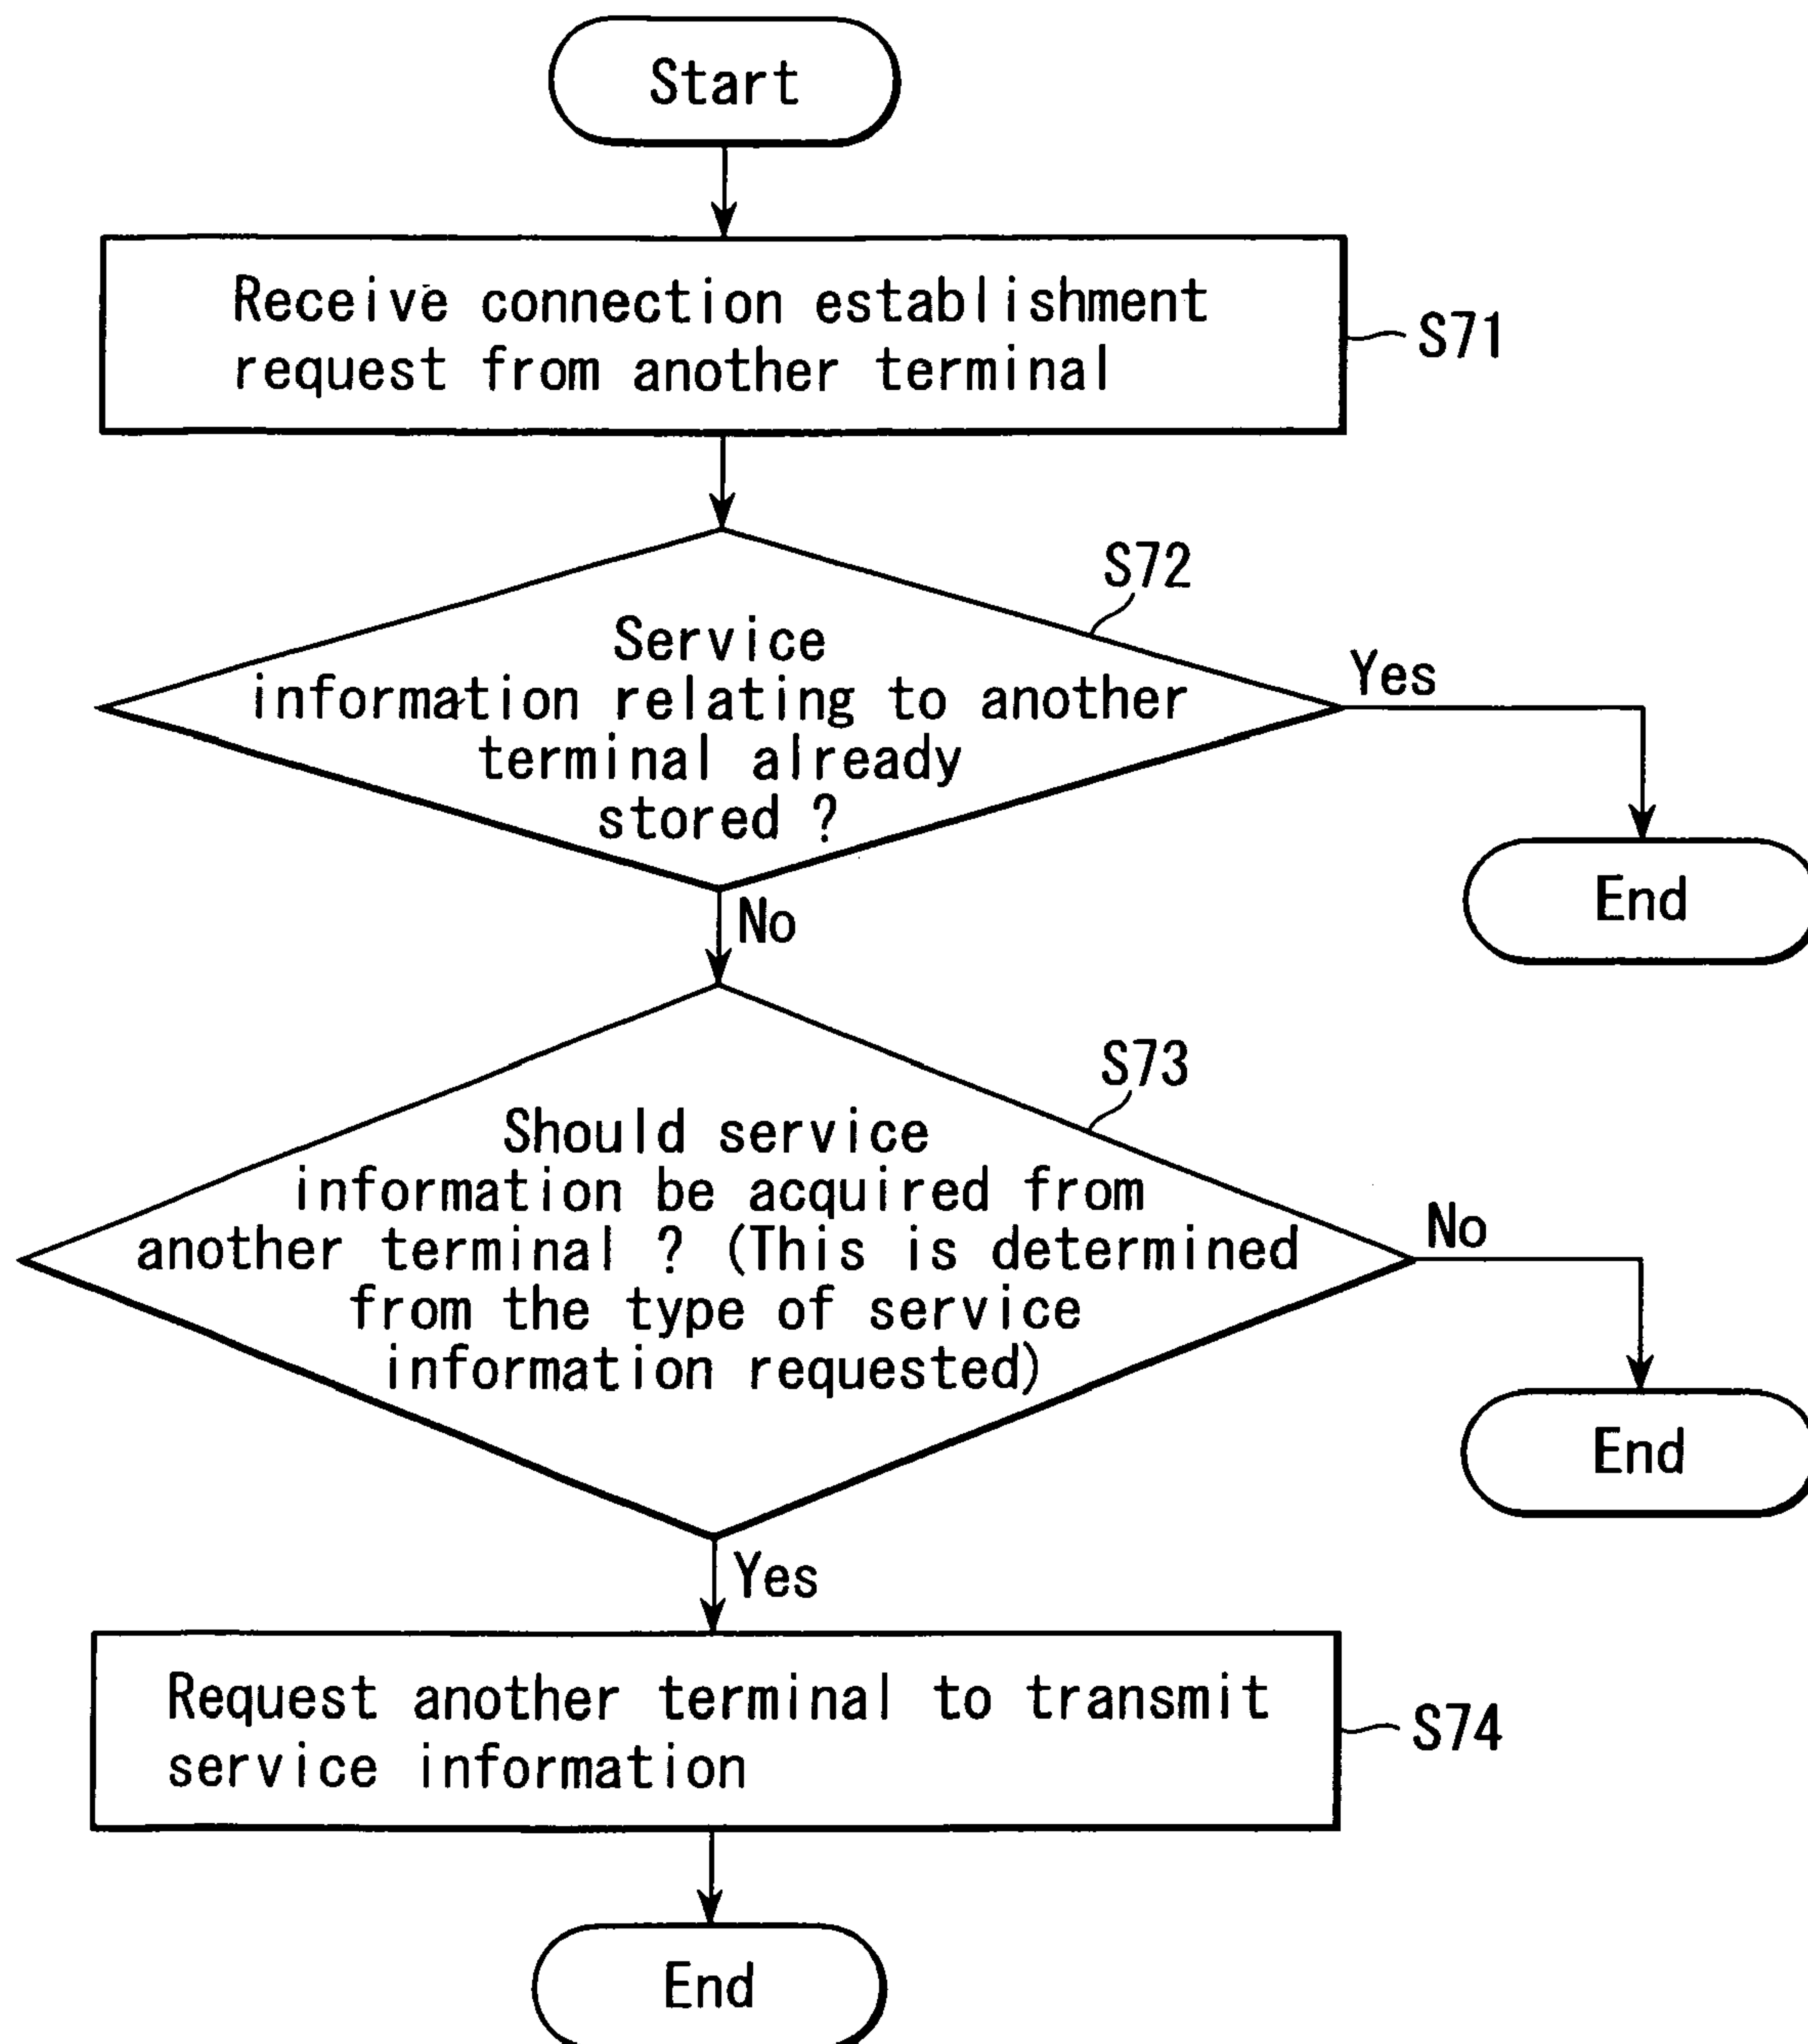 Start
Receive connection establishment
request from another terminal
S71
S72
Service
information relating to another
terminal already
stored ?
Yes
End
No
S73
Should service
information be acquired from
another terminal ? (This is determined
from the type of service
information requested)
No
End
Yes
Request another terminal to transmit
service information
S74
End